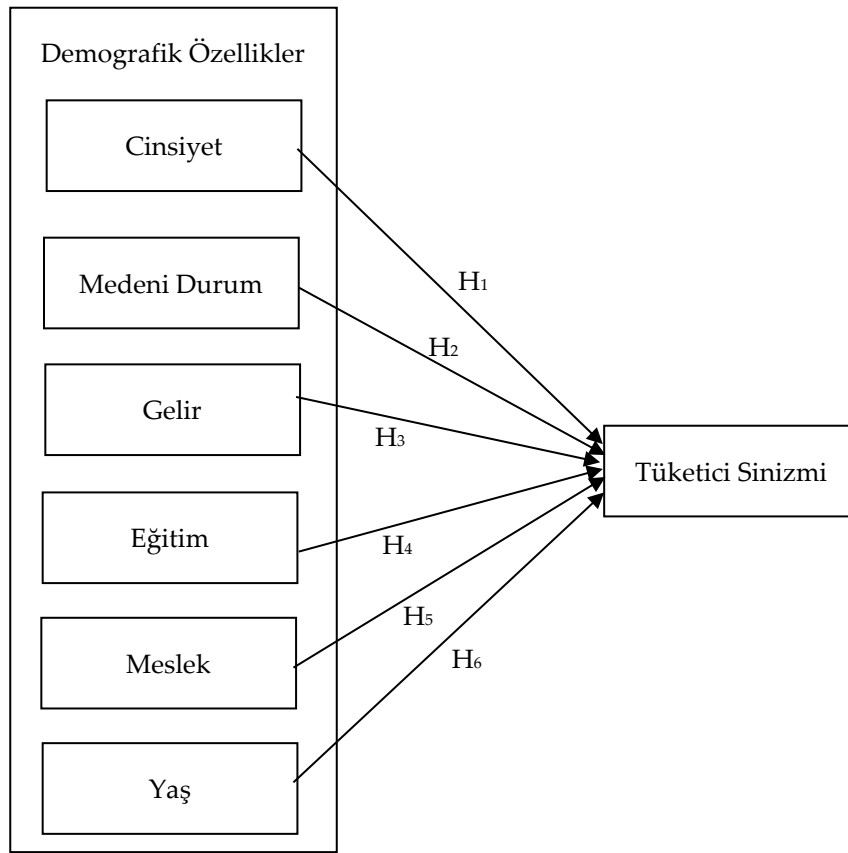 Demografik Özellikler
Cinsiyet
H1
Medeni Durum
H2
Gelir
H3
Tüketici Sinizmi
Eğitim
H4
Meslek
H5
H6
Yaş